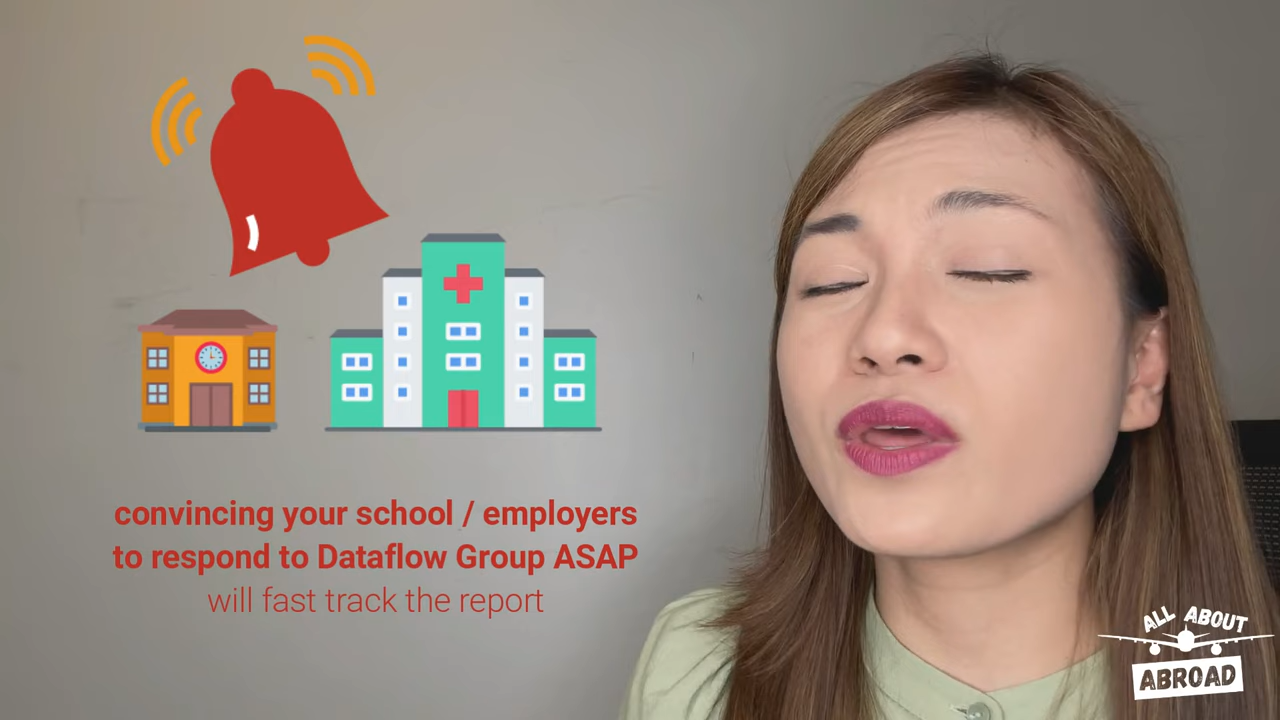 convincing your school / employers
to respond to Dataflow Group ASAP
will fast track the report
ALL ABOUT
ABROAD